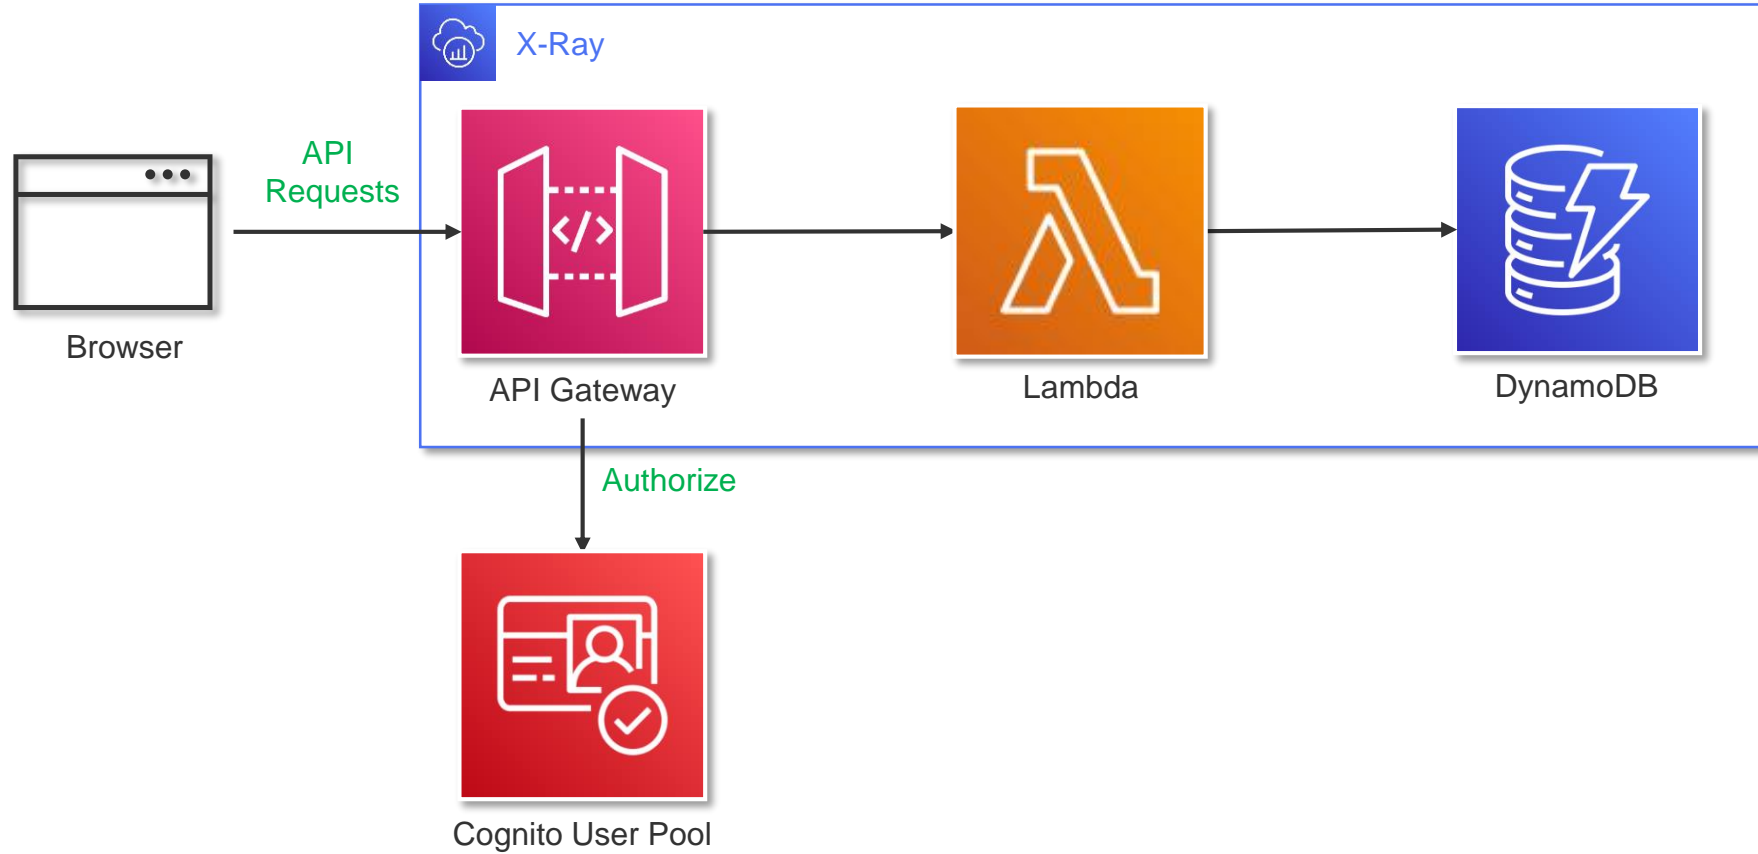 X-Ray
API
Requests
Browser
API Gateway
Lambda
DynamoDB
Authorize
Cognito User Pool